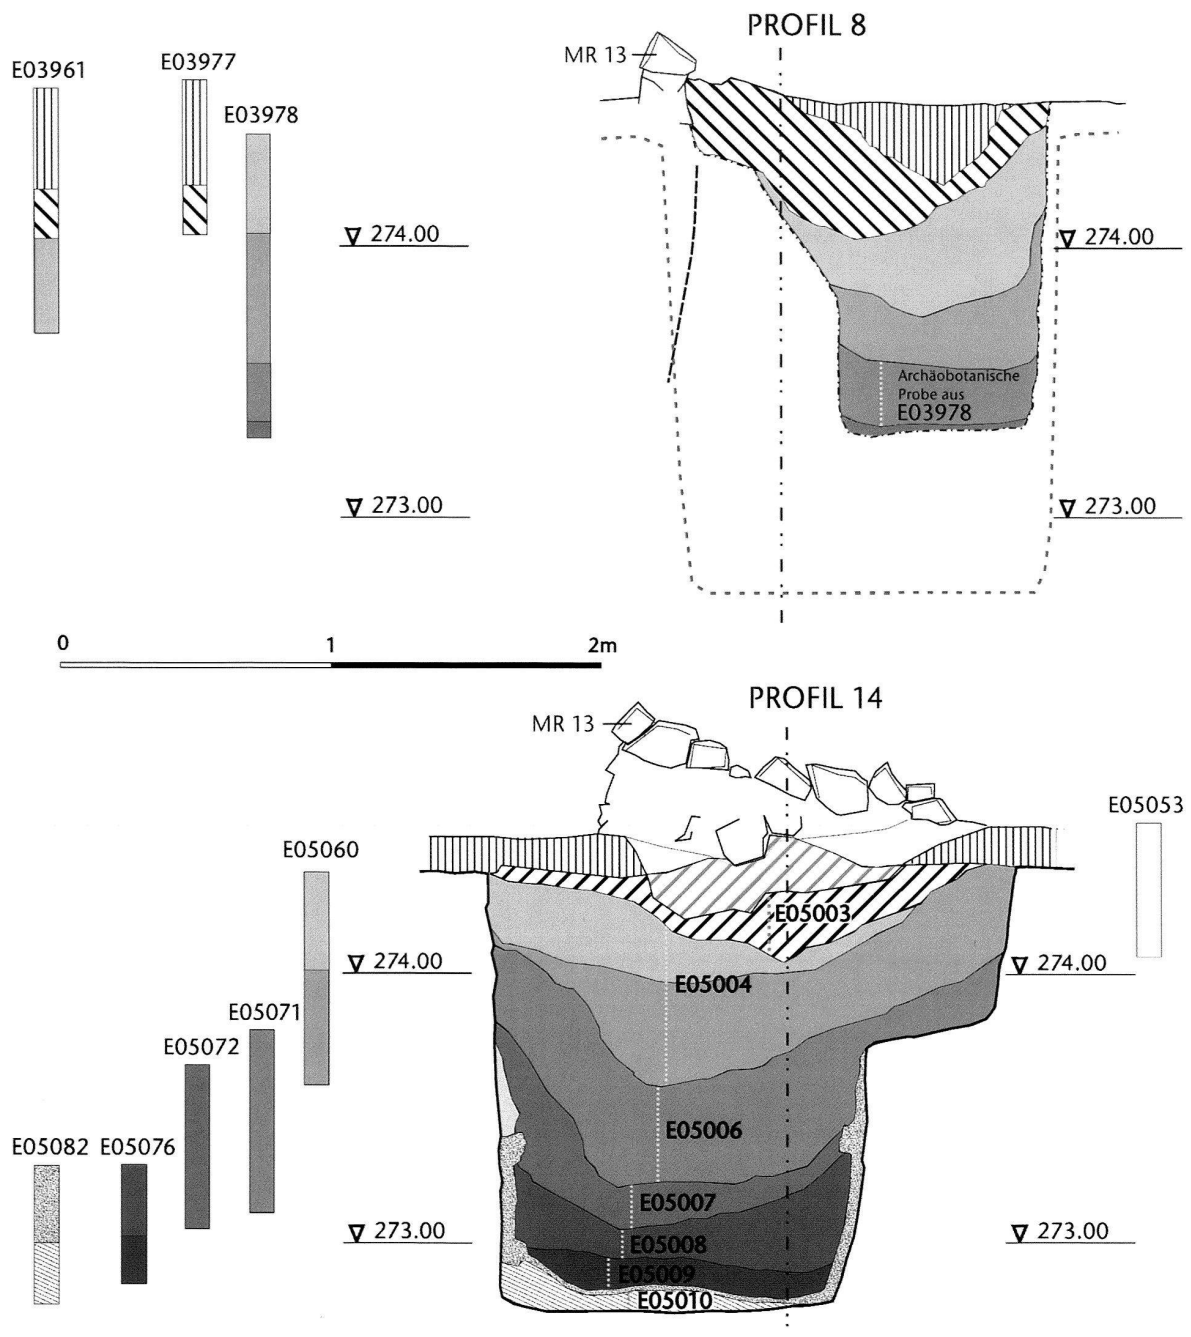 PROFIL 8
MR 13
E03961
E03977
E03978
274.00
274.00
Archäobotanische
Probe aus
E03978
273.00
273.00
0 1 2m
PROFIL 14
MR 13
E05053
E05060
E05003
274.00
274.00
E05004
E05071
E05072
E05006
E05082
E05076
E05007
273.00
273.00
E05008
E05009
E05010